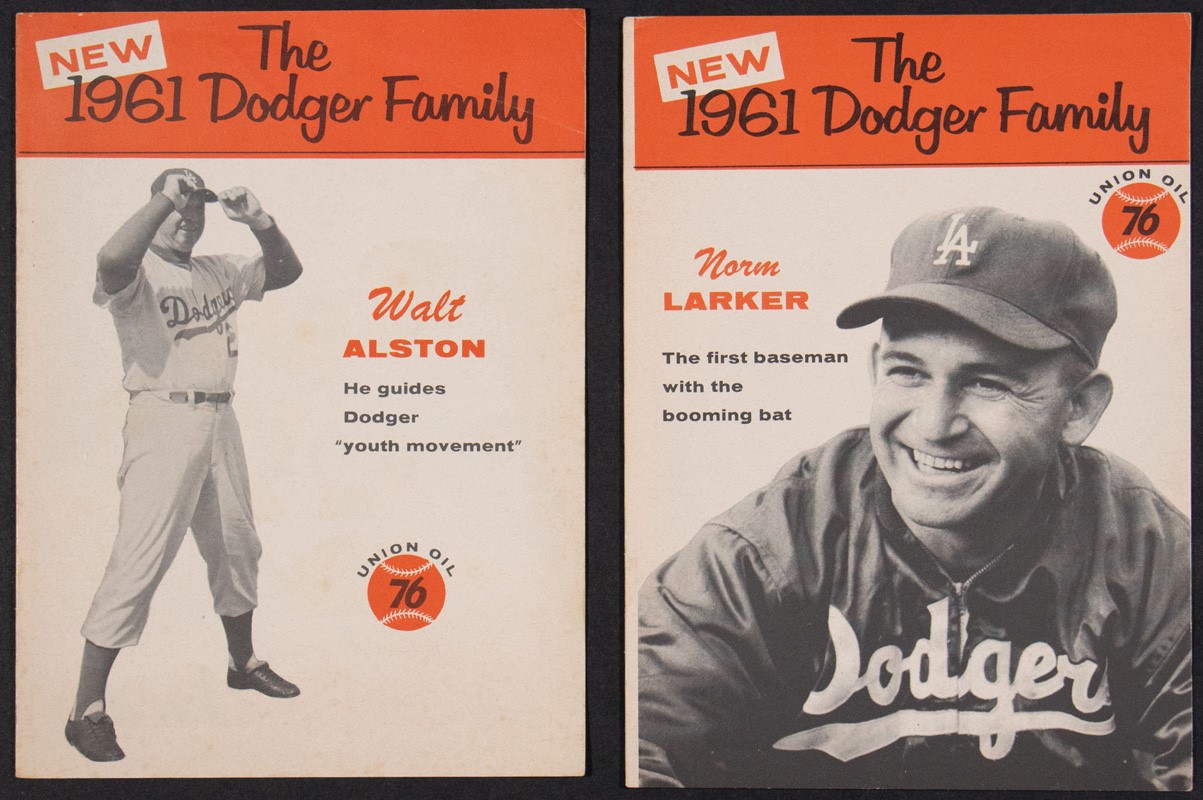 NEW
The
1961 Dodger Family
Dodgers
2
Walt
ALSTON
He guides
Dodger
"youth movement"
UNION OIL
76
NEW
The
1961 Dodger Family
UNION OIL
76
LA
Norm
LARKER
The first baseman
with the
booming bat
Dodgers